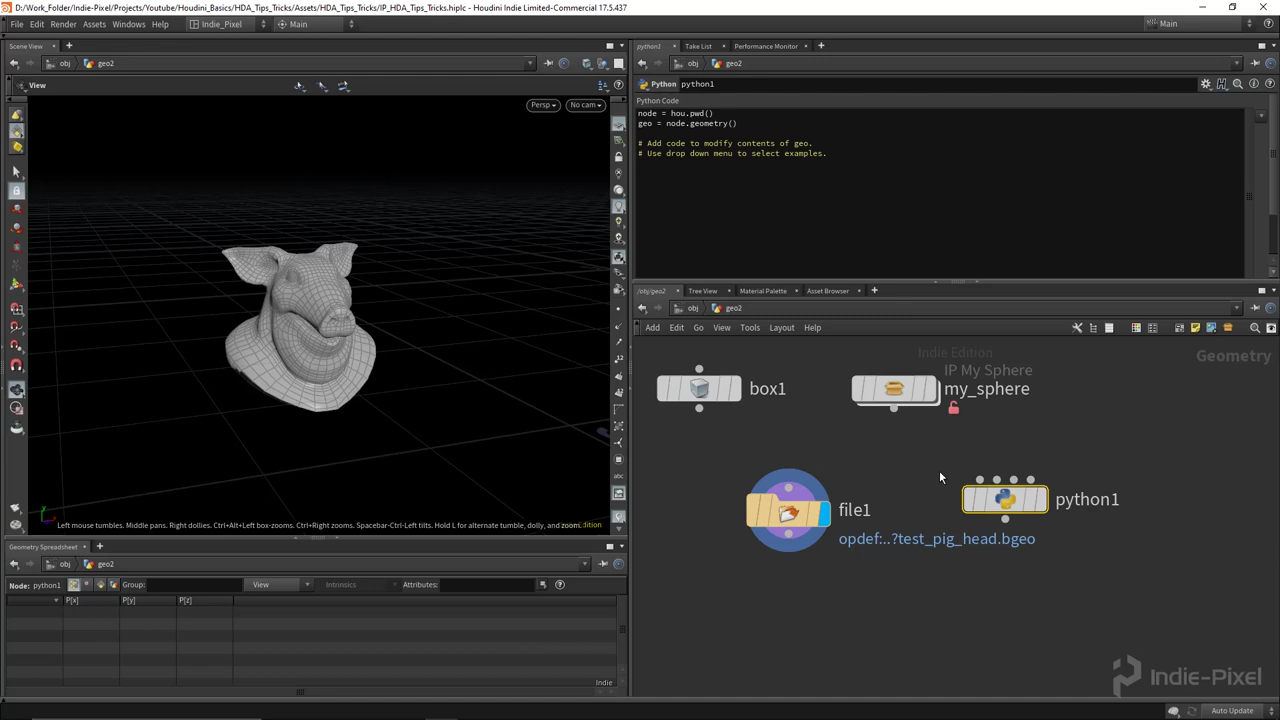 D:/Work_Folder/Indie-Pixel/Projects/Youtube/Houdini_Basics/HDA_Tips_Tricks/Assets/HDA_Tips_Tricks/IP_HDA_Tips_Tricks.hiplc - Houdini Indie Limited-Commercial 17.5.437
File Edit Render Assets Windows Help Indie_Pixel Main Main
Scene View
python1 Take List Performance Monitor
obj geo2
obj geo2
View
Python python1
Persp No cam
Python Code
node = hou.pwd()
geo = node.geometry()
# Add code to modify contents of geo.
# Use drop down menu to select examples.
/obj/geo2 Tree View Material Palette Asset Browser
obj geo2
Add Edit Go View Tools Layout Help
Indie Edition
Geometry
IP My Sphere
box1
my_sphere
file1
python1
opdef:..?test_pig_head.bgeo
Left mouse tumbles. Middle pans. Right dollies. Ctrl+Alt+Left box-zooms. Ctrl+Right zooms. Spacebar-Ctrl-Left tilts. Hold L for alternate tumble, dolly, and zoom.
Edition
Geometry Spreadsheet
obj geo2
Node: python1 Group: View Intrinsics Attributes:
P[x] P[y] P[z]
Indie
Indie-Pixel
Auto Update